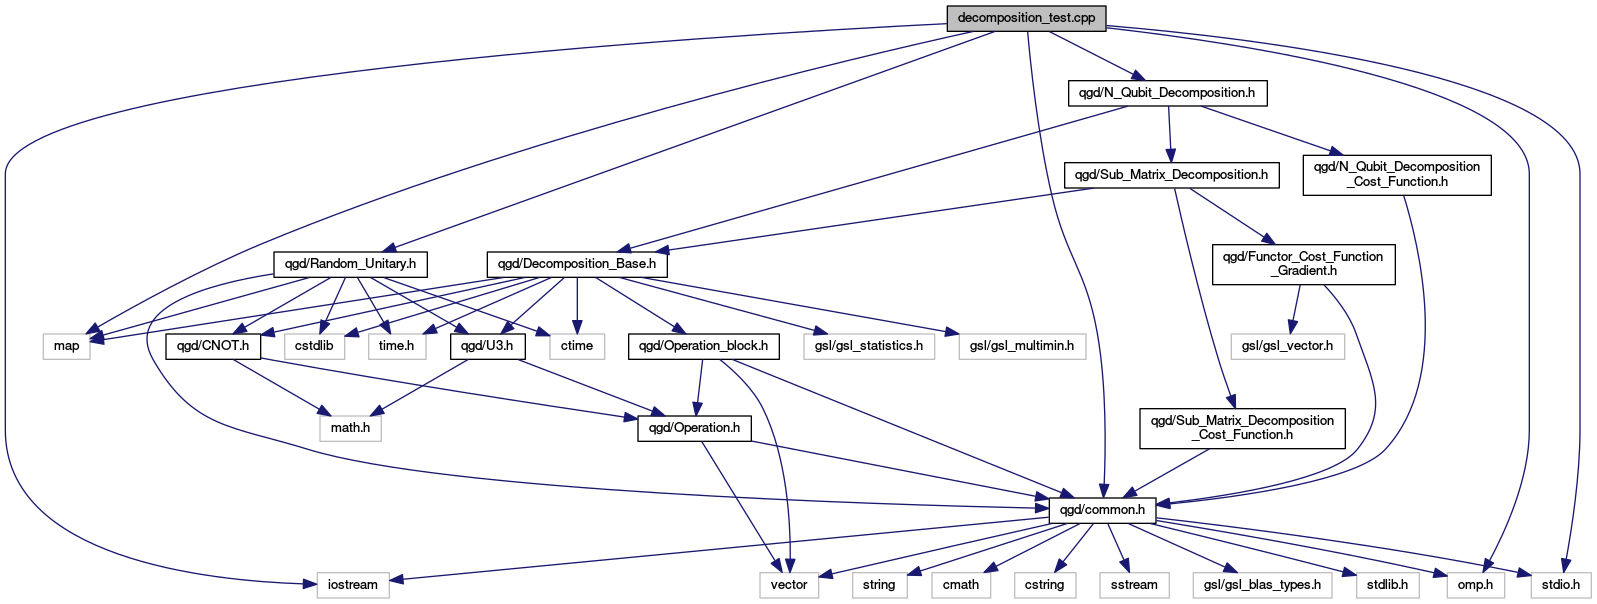 decomposition_test.cpp
qgd/N_Qubit_Decomposition.h
qgd/Sub_Matrix_Decomposition.h
qgd/N_Qubit_Decomposition
_Cost_Function.h
qgd/Random_Unitary.h
qgd/Decomposition_Base.h
qgd/Functor_Cost_Function
_Gradient.h
map
qgd/CNOT.h
cstdlib
time.h
qgd/U3.h
ctime
qgd/Operation_block.h
gsl/gsl_statistics.h
gsl/gsl_multimin.h
gsl/gsl_vector.h
math.h
qgd/Operation.h
qgd/Sub_Matrix_Decomposition
_Cost_Function.h
qgd/common.h
iostream
vector
string
cmath
cstring
sstream
gsl/gsl_blas_types.h
stdlib.h
omp.h
stdio.h